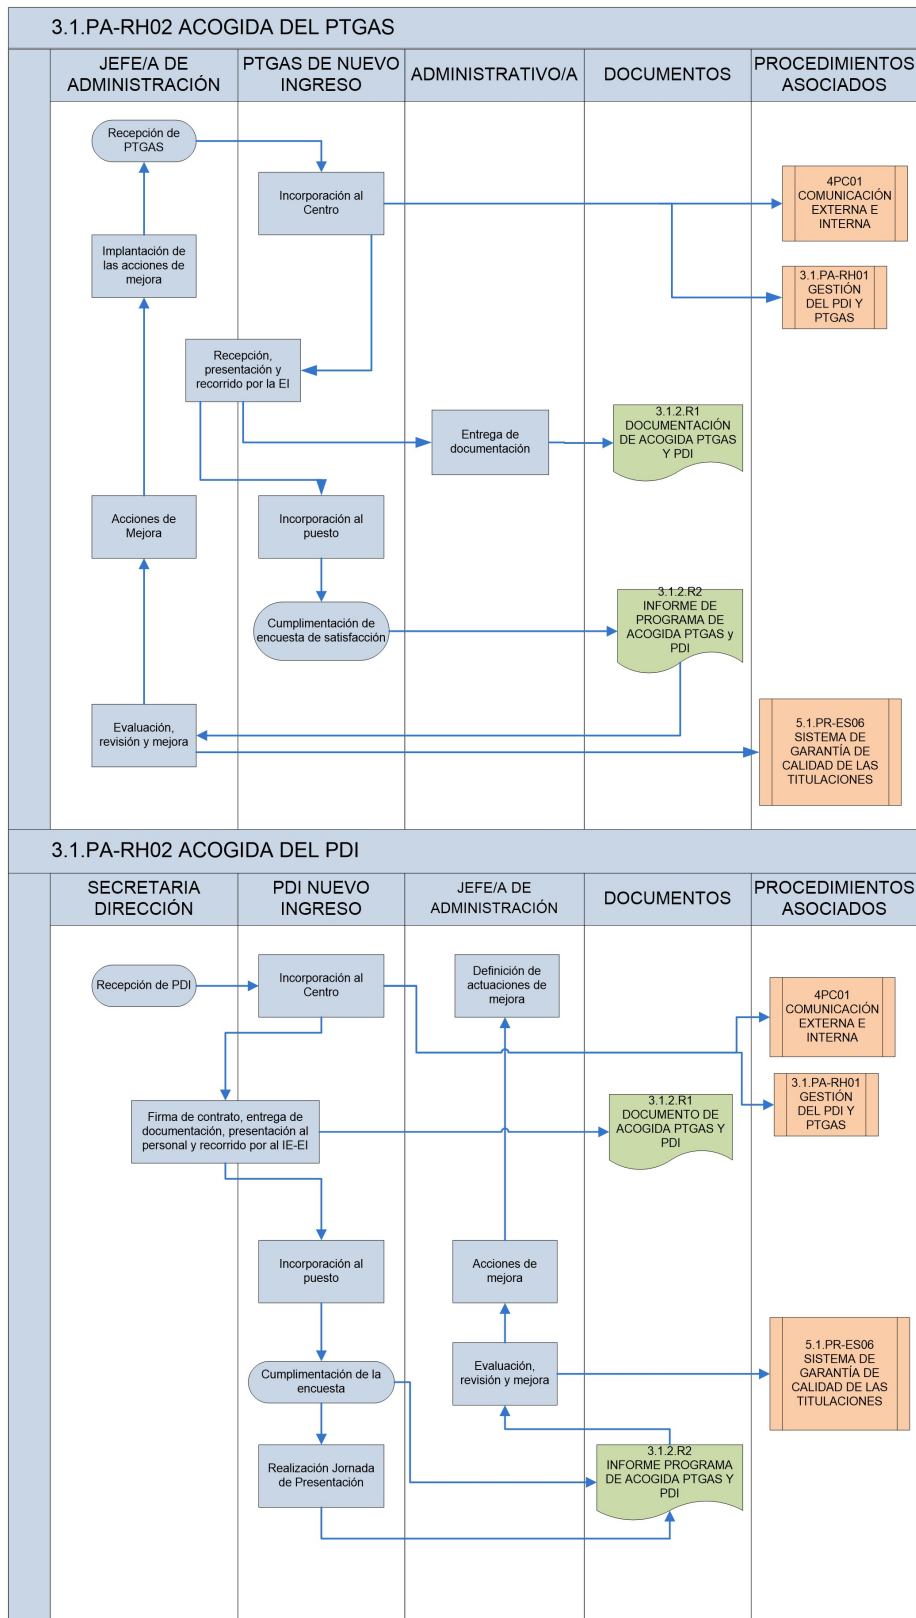 3.1.PA-RH02 ACOGIDA DEL PTGAS
JEFE/A DE
ADMINISTRACIÓN
PTGAS DE NUEVO
INGRESO
ADMINISTRATIVO/A
DOCUMENTOS
PROCEDIMIENTOS
ASOCIADOS
Recepción de
PTGAS
Incorporación al
Centro
4PC01
COMUNICACIÓN
EXTERNA E
INTERNA
Implantación de
las acciones de
mejora
3.1.PA-RH01
GESTIÓN
DEL PDI Y
PTGAS
Recepción,
presentación y
recorrido por la EI
Entrega de
documentación
3.1.2.R1
DOCUMENTACIÓN
DE ACOGIDA PTGAS
Y PDI
Acciones de
Mejora
Incorporación al
puesto
Cumplimentación de
encuesta de satisfacción
3.1.2.R2
INFORME DE
PROGRAMA DE
ACOGIDA PTGAS y
PDI
Evaluación,
revisión y mejora
5.1.PR-ES06
SISTEMA DE
GARANTÍA DE
CALIDAD DE LAS
TITULACIONES
3.1.PA-RH02 ACOGIDA DEL PDI
SECRETARIA
DIRECCIÓN
PDI NUEVO
INGRESO
JEFE/A DE
ADMINISTRACIÓN
DOCUMENTOS
PROCEDIMIENTOS
ASOCIADOS
Recepción de PDI
Incorporación al
Centro
Definición de
actuaciones de
mejora
4PC01
COMUNICACIÓN
EXTERNA E
INTERNA
3.1.PA-RH01
GESTIÓN
DEL PDI Y
PTGAS
Firma de contrato, entrega de
documentación, presentación al
personal y recorrido por al IE-EI
3.1.2.R1
DOCUMENTO DE
ACOGIDA PTGAS Y
PDI
Incorporación al
puesto
Acciones de
mejora
Cumplimentación de la
encuesta
Evaluación,
revisión y mejora
5.1.PR-ES06
SISTEMA DE
GARANTÍA DE
CALIDAD DE LAS
TITULACIONES
Realización Jornada
de Presentación
3.1.2.R2
INFORME PROGRAMA
DE ACOGIDA PTGAS Y
PDI